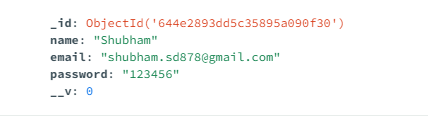 _id: ObjectId('644e2893dd5c35895a090f30')
name: "Shubham"
email: "shubham.sd878@gmail.com"
password: "123456"
__v: 0